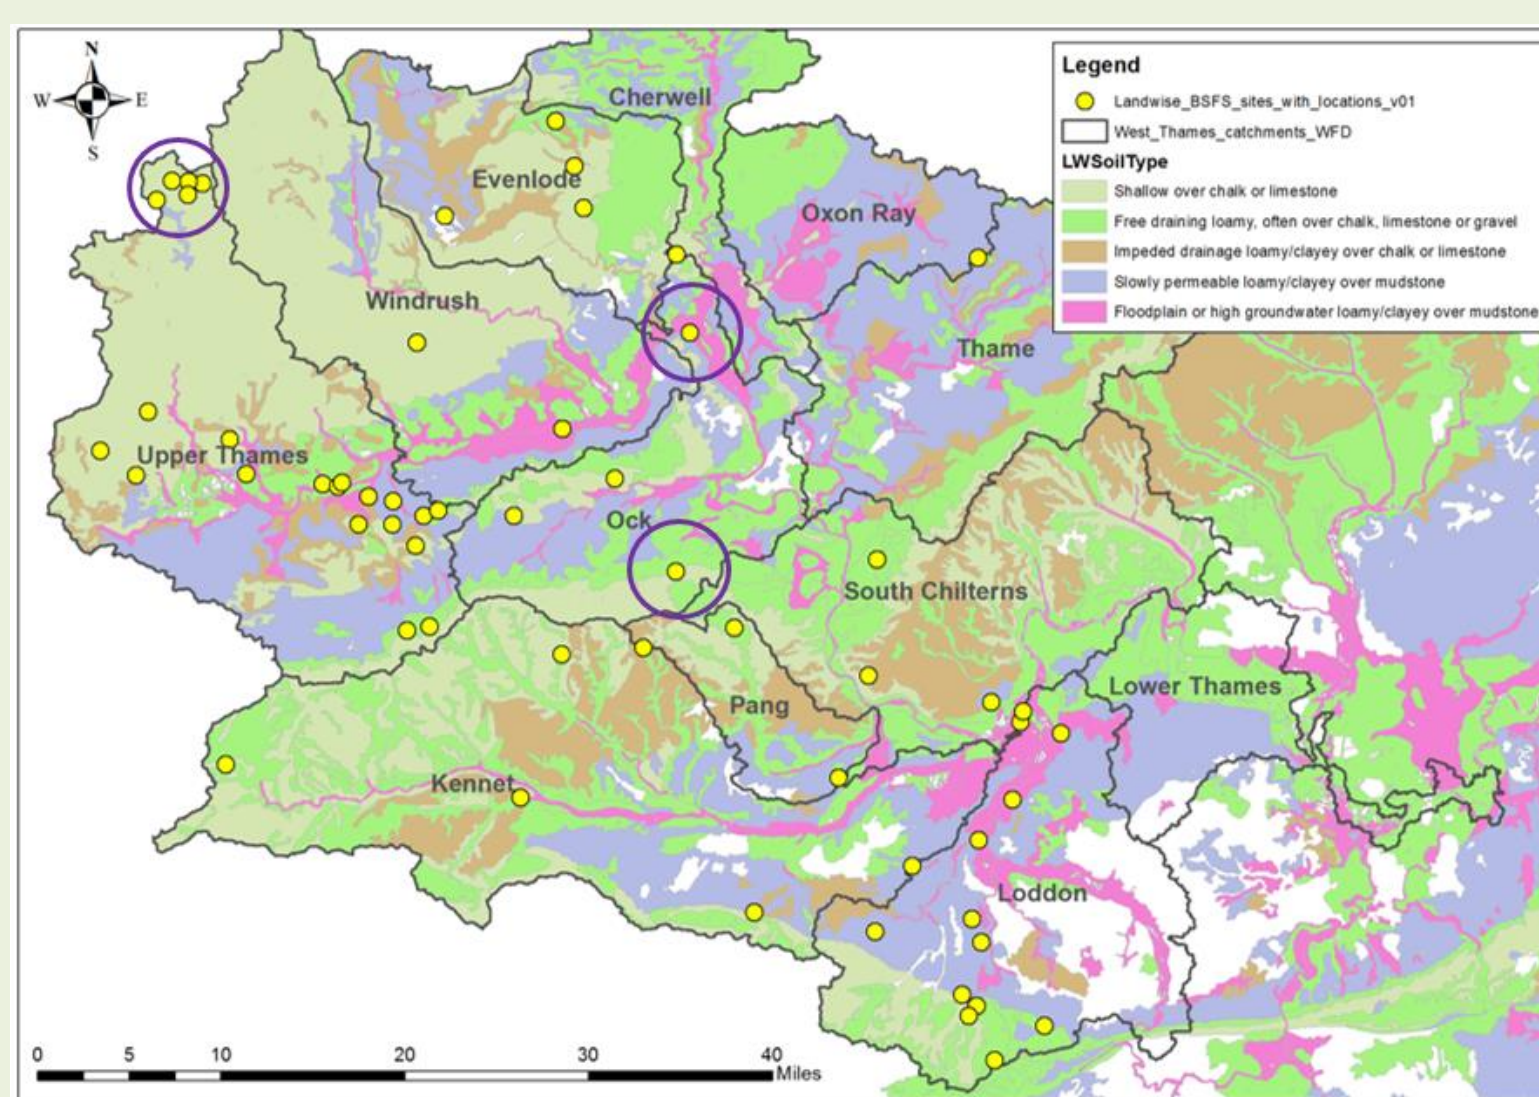 N
W E
S
Legend
Landwise_BSFS_sites_with_locations_v01
West_Thames_catchments_WFD
LWSoilType
Shallow over chalk or limestone
Free draining loamy, often over chalk, limestone or gravel
Impeded drainage loamy/clayey over chalk or limestone
Slowly permeable loamy/clayey over mudstone
Floodplain or high groundwater loamy/clayey over mudstone
Cherwell
Evenlode
Oxon Ray
Windrush
Thame
Upper Thames
Ock
South Chilterns
Lower Thames
Pang
Kennet
Loddon
0 5 10 20 30 40
Miles